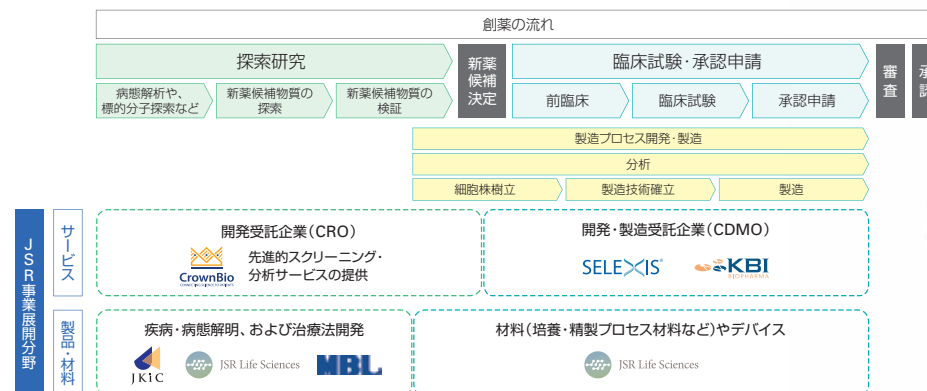 創薬の流れ
探索研究
新薬
候補
決定
臨床試験・承認申請
審査
承認
病態解析や、
標的分子探索など
新薬候補物質の
探索
新薬候補物質の
検証
前臨床
臨床試験
承認申請
製造プロセス開発・製造
分析
細胞株樹立
製造技術確立
製造
JSR事業展開分野
サービス
開発受託企業(CRO)
CrownBio
先進的スクリーニング・
分析サービスの提供
開発・製造受託企業(CDMO)
SELEXIS
KBI
BIOPHARMA
製品・材料
疾病・病態解明、および治療法開発
JKiC
JSR Life Sciences
MBL
材料(培養・精製プロセス材料など)やデバイス
JSR Life Sciences